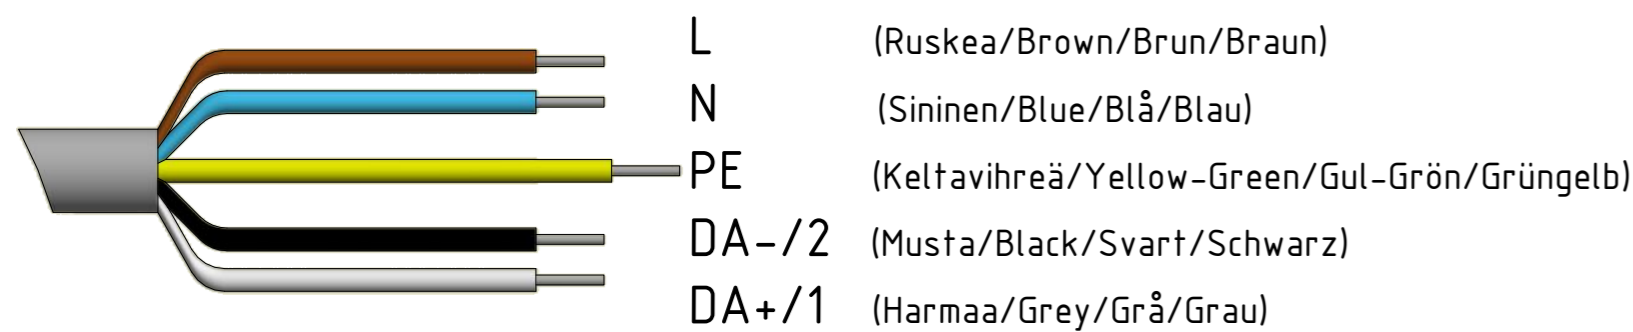 L (Ruskea/Brown/Brun/Braun)
N (Sininen/Blue/Blå/Blau)
PE (Keltavihreä/Yellow-Green/Gul-Grön/Grüngelb)
DA-/2 (Musta/Black/Svart/Schwarz)
DA+/1 (Harmaa/Grey/Grå/Grau)